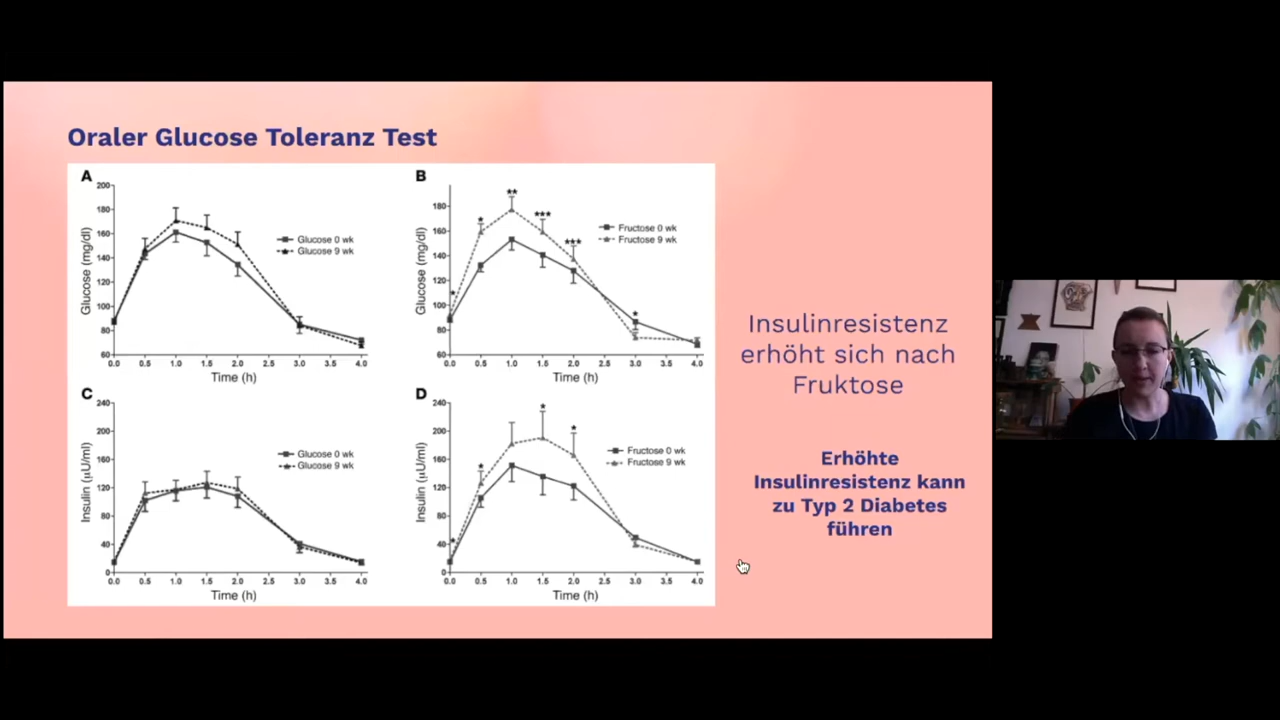 Oraler Glucose Toleranz Test
A
200
180
160
140
120
100
80
60
Glucose (mg/dl)
Glucose 0 wk
Glucose 9 wk
0.0 0.5 1.0 1.5 2.0 2.5 3.0 3.5 4.0
Time (h)
B
180
160
140
120
100
80
60
Glucose (mg/dl)
* * ** *** *** *
Fructose 0 wk
Fructose 9 wk
0.0 0.5 1.0 1.5 2.0 2.5 3.0 3.5 4.0
Time (h)
C
240
200
160
120
80
40
0
Insulin (µU/ml)
Glucose 0 wk
Glucose 9 wk
0.0 0.5 1.0 1.5 2.0 2.5 3.0 3.5 4.0
Time (h)
D
240
200
160
120
80
40
0
Insulin (µU/ml)
* * * *
Fructose 0 wk
Fructose 9 wk
0.0 0.5 1.0 1.5 2.0 2.5 3.0 3.5 4.0
Time (h)
Insulinresistenz
erhöht sich nach
Fruktose
Erhöhte
Insulinresistenz kann
zu Typ 2 Diabetes
führen